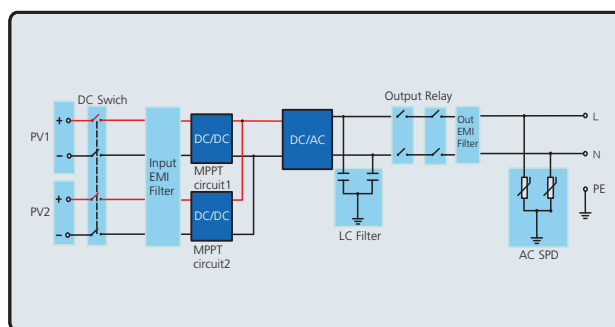 DC Swich
Output Relay
PV1
+
−
PV2
+
−
Input
EMI
Filter
DC/DC
MPPT
circuit1
DC/DC
MPPT
circuit2
DC/AC
LC Filter
Out
EMI
Filter
AC SPD
L
N
PE